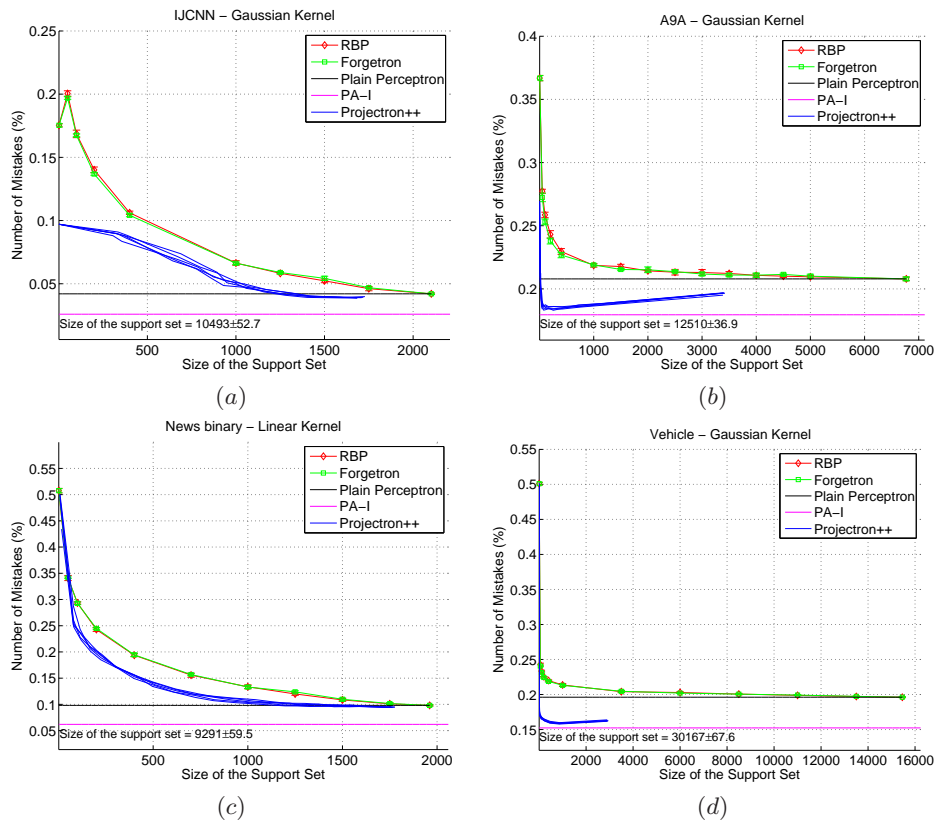 IJCNN − Gaussian Kernel
0.25
0.2
0.15
0.1
0.05
Number of Mistakes (%)
RBP
Forgetron
Plain Perceptron
PA−I
Projectron++
Size of the support set = 10493±52.7
500
1000
1500
2000
Size of the Support Set
(a)
A9A − Gaussian Kernel
0.4
0.35
0.3
0.25
0.2
Number of Mistakes (%)
RBP
Forgetron
Plain Perceptron
PA−I
Projectron++
Size of the support set = 12510±36.9
1000
2000
3000
4000
5000
6000
7000
Size of the Support Set
(b)
News binary − Linear Kernel
0.55
0.5
0.45
0.4
0.35
0.3
0.25
0.2
0.15
0.1
0.05
Number of Mistakes (%)
RBP
Forgetron
Plain Perceptron
PA−I
Projectron++
Size of the support set = 9291±59.5
500
1000
1500
2000
Size of the Support Set
(c)
Vehicle − Gaussian Kernel
0.55
0.5
0.45
0.4
0.35
0.3
0.25
0.2
0.15
Number of Mistakes (%)
RBP
Forgetron
Plain Perceptron
PA−I
Projectron++
Size of the support set = 30167±67.6
2000
4000
6000
8000
10000
12000
14000
16000
Size of the Support Set
(d)